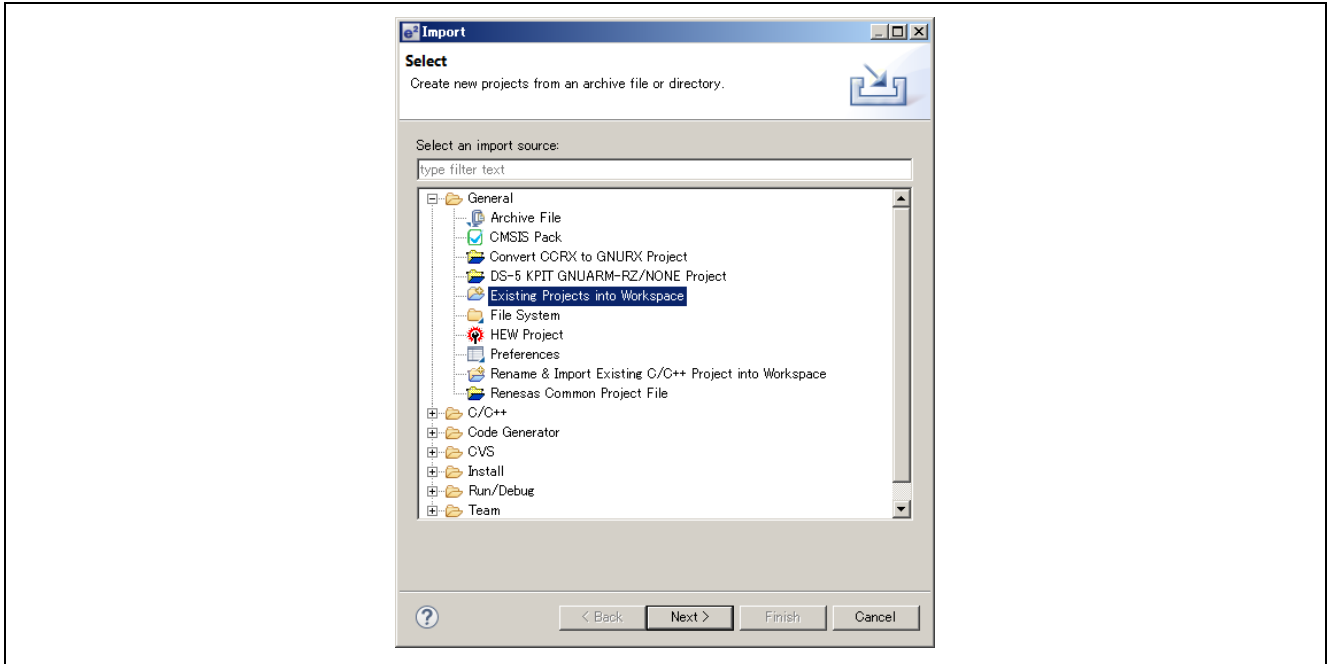 e² Import
Select
Create new projects from an archive file or directory.
Select an import source:
type filter text
General
Archive File
CMSIS Pack
Convert CCRX to GNURX Project
DS-5 KPIT GNUARM-RZ/NONE Project
Existing Projects into Workspace
File System
HEW Project
Preferences
Rename & Import Existing C/C++ Project into Workspace
Renesas Common Project File
C/C++
Code Generator
CVS
Install
Run/Debug
Team
? < Back Next > Finish Cancel